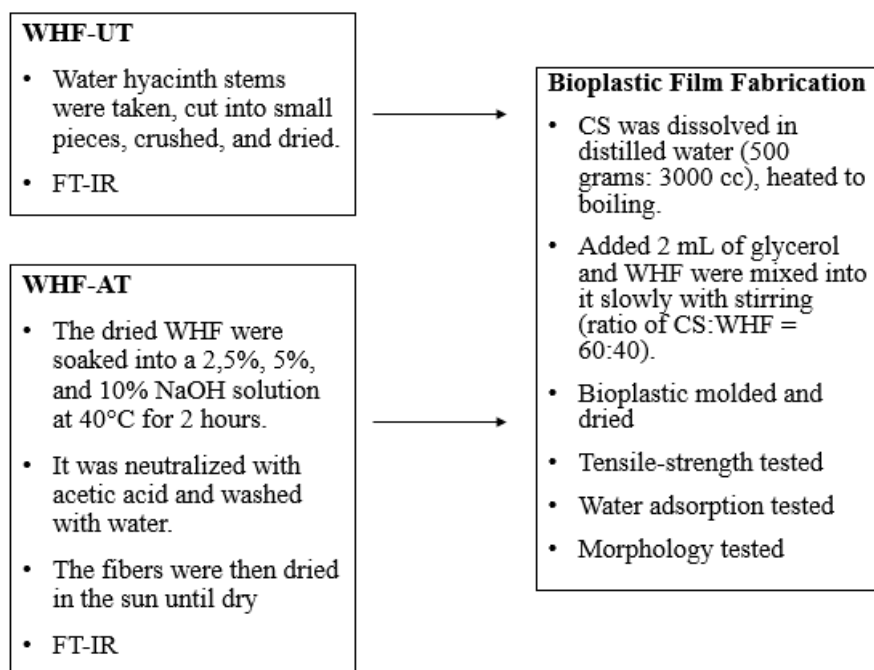 WHF-UT
• Water hyacinth stems
were taken, cut into small
pieces, crushed, and dried.
• FT-IR
WHF-AT
• The dried WHF were
soaked into a 2,5%, 5%,
and 10% NaOH solution
at 40°C for 2 hours.
• It was neutralized with
acetic acid and washed
with water.
• The fibers were then dried
in the sun until dry
• FT-IR
Bioplastic Film Fabrication
• CS was dissolved in
distilled water (500
grams: 3000 cc), heated to
boiling.
• Added 2 mL of glycerol
and WHF were mixed into
it slowly with stirring
(ratio of CS:WHF =
60:40).
• Bioplastic molded and
dried
• Tensile-strength tested
• Water adsorption tested
• Morphology tested